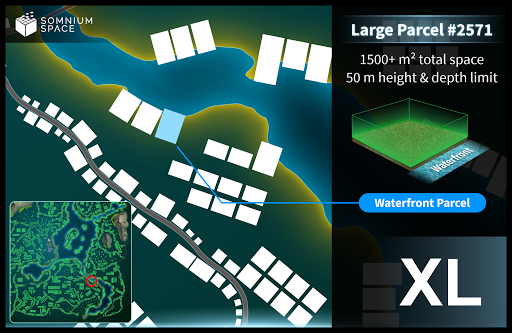 SOMNIUM
SPACE
Large Parcel #2571
1500+ m² total space
50 m height & depth limit
Waterfront
Waterfront Parcel
XL